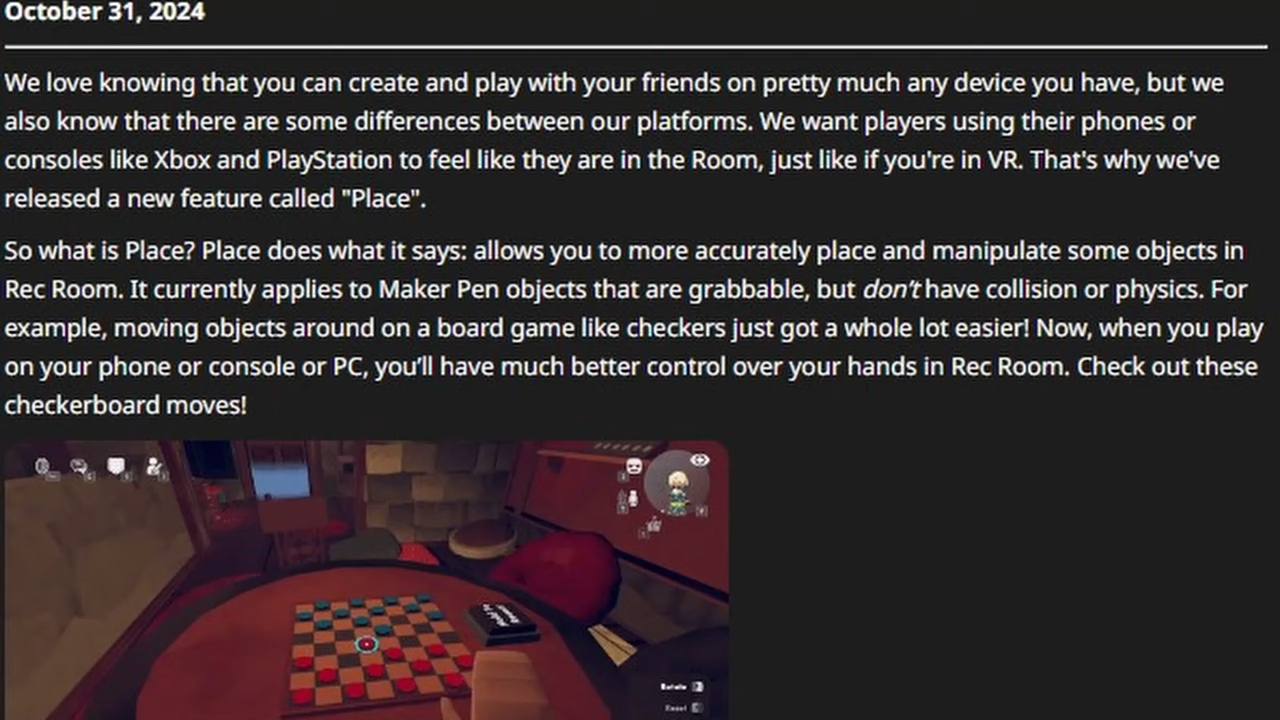 October 31, 2024
We love knowing that you can create and play with your friends on pretty much any device you have, but we
also know that there are some differences between our platforms. We want players using their phones or
consoles like Xbox and PlayStation to feel like they are in the Room, just like if you're in VR. That's why we've
released a new feature called "Place".
So what is Place? Place does what it says: allows you to more accurately place and manipulate some objects in
Rec Room. It currently applies to Maker Pen objects that are grabbable, but don’t have collision or physics. For
example, moving objects around on a board game like checkers just got a whole lot easier! Now, when you play
on your phone or console or PC, you’ll have much better control over your hands in Rec Room. Check out these
checkerboard moves!
Rotate
Reset